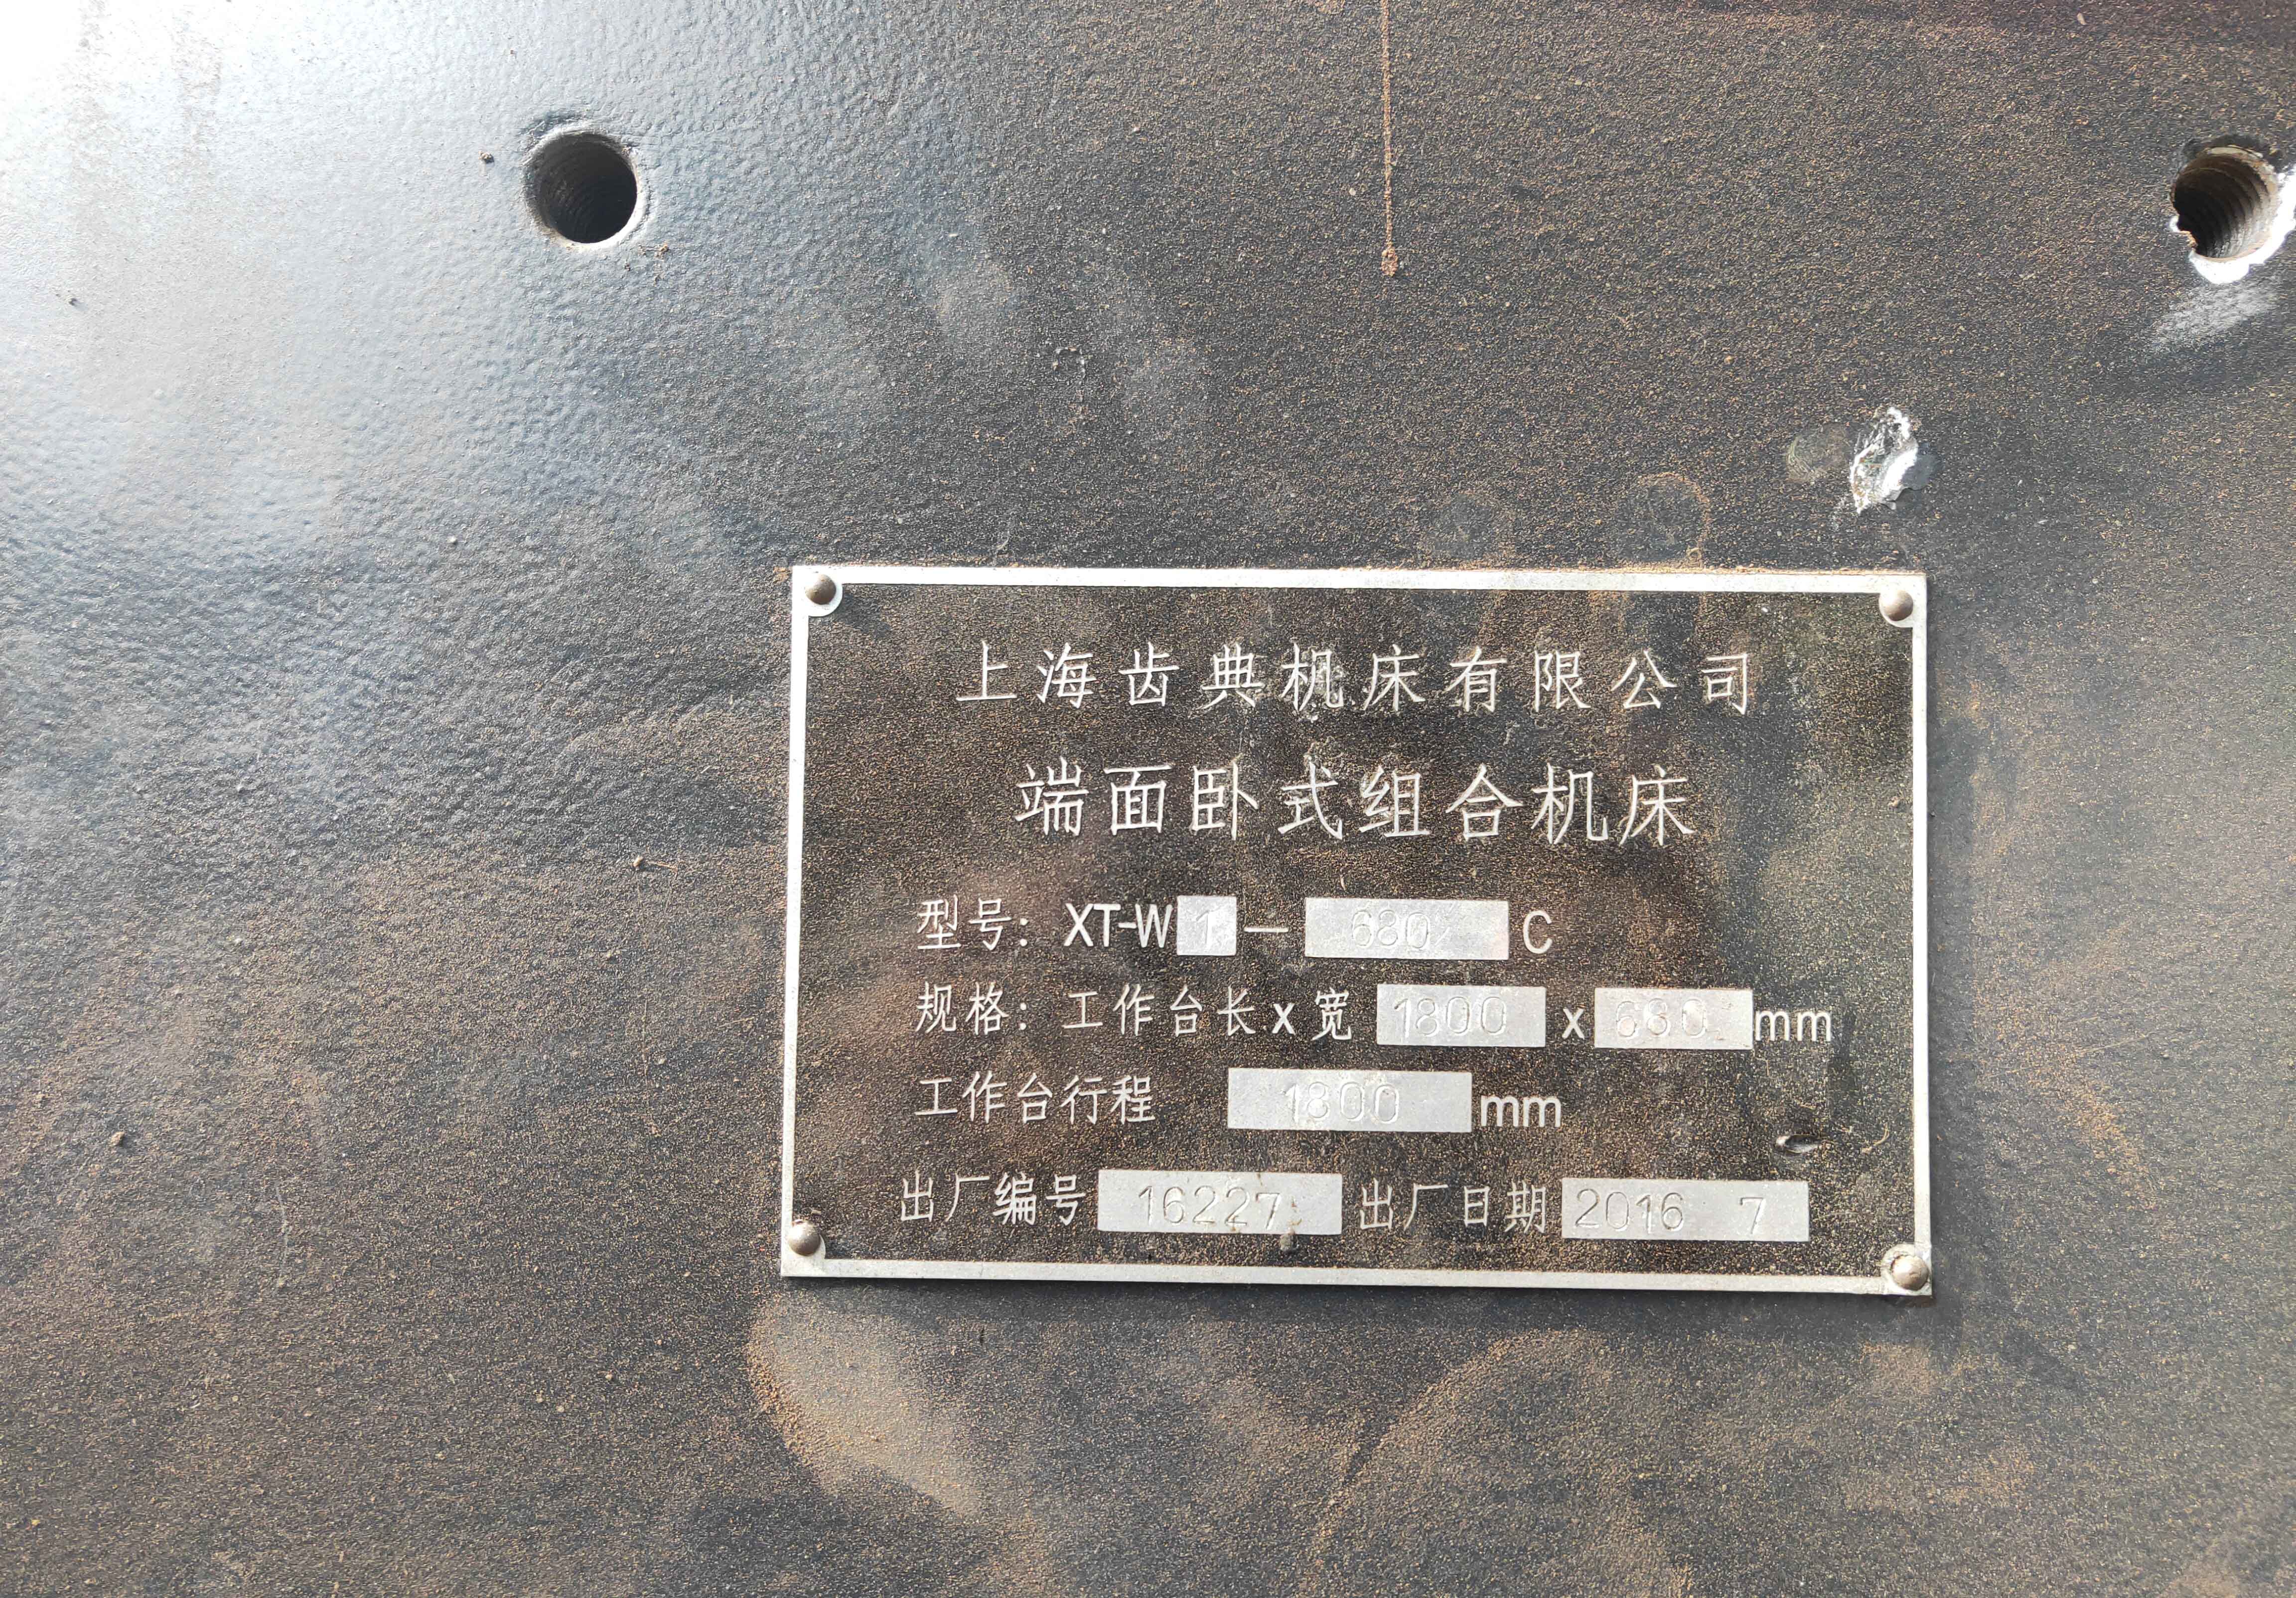 上海齿典机床有限公司
端面卧式组合机床
型号：XT-W1—680C
规格：工作台长x宽 1800 x 680 mm
工作台行程 1800 mm
出厂编号 16227 出厂日期 2016 7